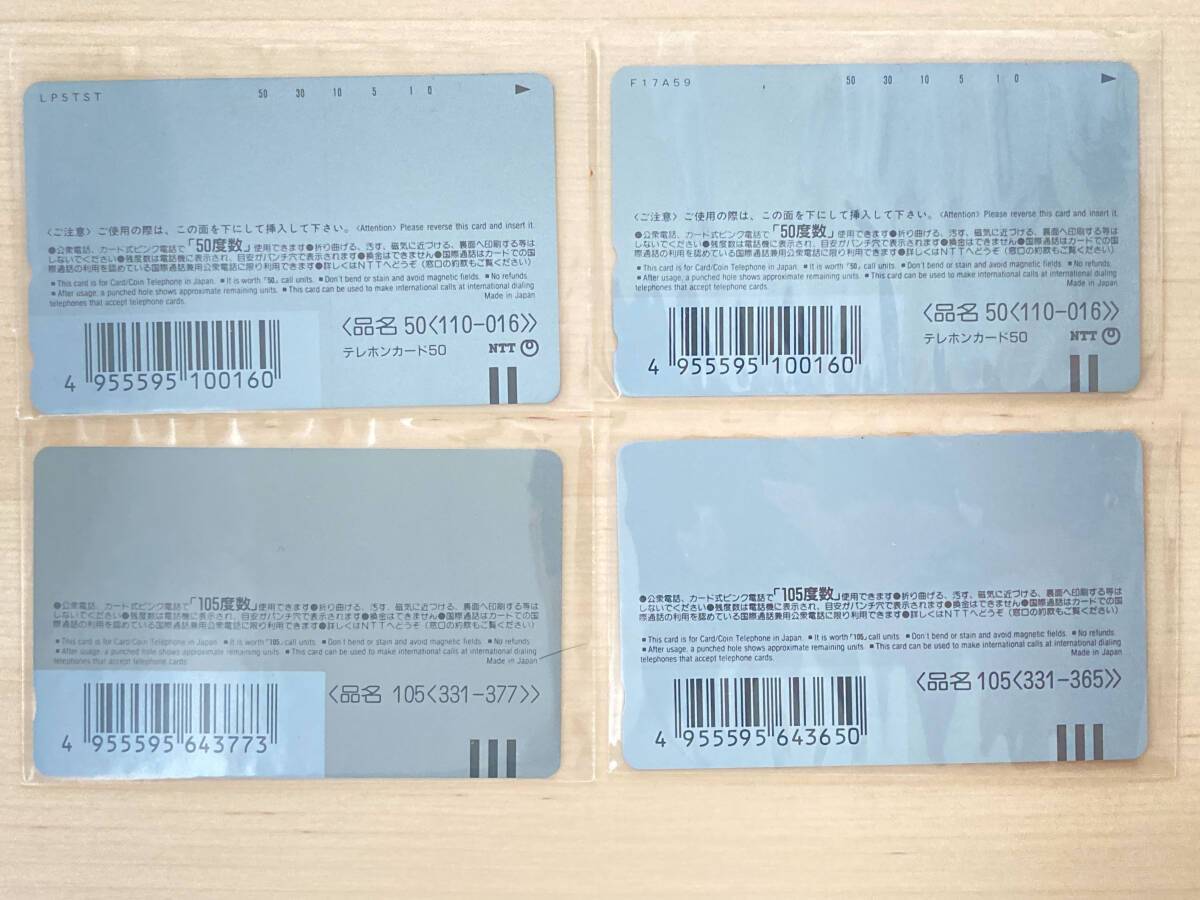 LP5TST 50 30 10 5 1 0
〈ご注意〉ご使用の際は、この面を下にして挿入して下さい。〈Attention〉Please reverse this card and insert it.
●公衆電話、カード式ピンク電話で「50度数」使用できます●折り曲げる、汚す、磁気に近づける、裏面へ印刷する等は
しないでください●残度数は電話機に表示され、目安がパンチ穴で表示されます●換金はできません●国際通話はカードでの国
際通話の利用を認めている国際通話兼用公衆電話に限り利用できます●詳しくはNTTへどうぞ（窓口の約款もご覧ください）
■This card is for Card/Coin Telephone in Japan. ■It is worth「50」call units. ■Don't bend or stain and avoid magnetic fields. ■No refunds.
■After usage, a punched hole shows approximate remaining units. ■This card can be used to make international calls at international dialing
telephones that accept telephone cards. Made in Japan
〈品名 50〈110-016〉〉
テレホンカード50 NTT
4 955595 100160
F17A59 50 30 10 5 1 0
〈ご注意〉ご使用の際は、この面を下にして挿入して下さい。〈Attention〉Please reverse this card and insert it.
●公衆電話、カード式ピンク電話で「50度数」使用できます●折り曲げる、汚す、磁気に近づける、裏面へ印刷する等は
しないでください●残度数は電話機に表示され、目安がパンチ穴で表示されます●換金はできません●国際通話はカードでの国
際通話の利用を認めている国際通話兼用公衆電話に限り利用できます●詳しくはNTTへどうぞ（窓口の約款もご覧ください）
■This card is for Card/Coin Telephone in Japan. ■It is worth「50」call units. ■Don't bend or stain and avoid magnetic fields. ■No refunds.
■After usage, a punched hole shows approximate remaining units. ■This card can be used to make international calls at international dialing
telephones that accept telephone cards. Made in Japan
〈品名 50〈110-016〉〉
テレホンカード50 NTT
4 955595 100160
●公衆電話、カード式ピンク電話で「105度数」使用できます●折り曲げる、汚す、磁気に近づける、裏面へ印刷する等は
しないでください●残度数は電話機に表示され、目安がパンチ穴で表示されます●換金はできません●国際通話はカードでの国
際通話の利用を認めている国際通話兼用公衆電話に限り利用できます●詳しくはNTTへどうぞ（窓口の約款もご覧ください）
■This card is for Card/Coin Telephone in Japan. ■It is worth「105」call units. ■Don't bend or stain and avoid magnetic fields. ■No refunds.
■After usage, a punched hole shows approximate remaining units. ■This card can be used to make international calls at international dialing
telephones that accept telephone cards. Made in Japan
〈品名 105〈331-377〉〉
4 955595 643773
●公衆電話、カード式ピンク電話で「105度数」使用できます●折り曲げる、汚す、磁気に近づける、裏面へ印刷する等は
しないでください●残度数は電話機に表示され、目安がパンチ穴で表示されます●換金はできません●国際通話はカードでの国
際通話の利用を認めている国際通話兼用公衆電話に限り利用できます●詳しくはNTTへどうぞ（窓口の約款もご覧ください）
■This card is for Card/Coin Telephone in Japan. ■It is worth「105」call units. ■Don't bend or stain and avoid magnetic fields. ■No refunds.
■After usage, a punched hole shows approximate remaining units. ■This card can be used to make international calls at international dialing
telephones that accept telephone cards. Made in Japan
〈品名 105〈331-365〉〉
4 955595 643650